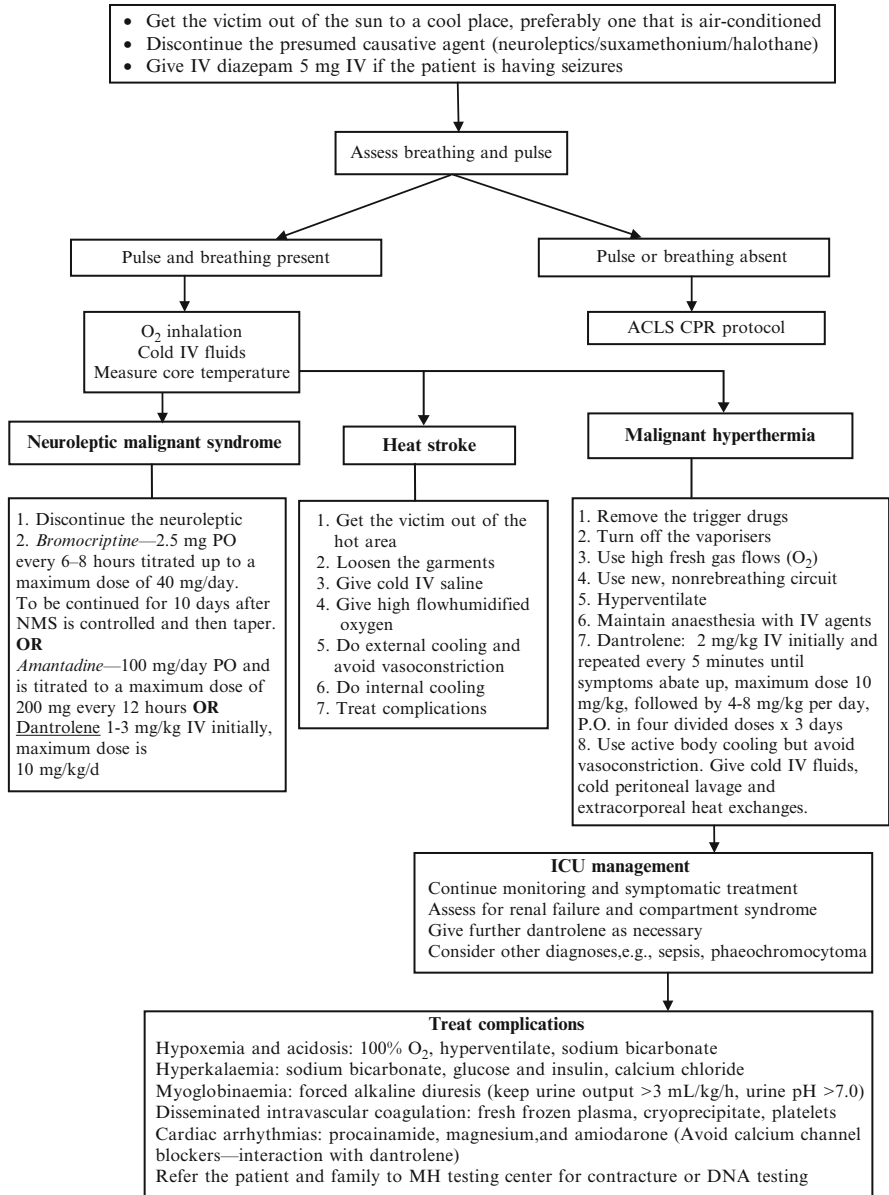 • Get the victim out of the sun to a cool place, preferably one that is air-conditioned
• Discontinue the presumed causative agent (neuroleptics/suxamethonium/halothane)
• Give IV diazepam 5 mg IV if the patient is having seizures
Assess breathing and pulse
Pulse and breathing present
Pulse or breathing absent
O₂ inhalation
Cold IV fluids
Measure core temperature
ACLS CPR protocol
Neuroleptic malignant syndrome
Heat stroke
Malignant hyperthermia
1. Discontinue the neuroleptic
2. Bromocriptine—2.5 mg PO
every 6–8 hours titrated up to a
maximum dose of 40 mg/day.
To be continued for 10 days after
NMS is controlled and then taper.
OR
Amantadine—100 mg/day PO and
is titrated to a maximum dose of
200 mg every 12 hours OR
Dantrolene 1-3 mg/kg IV initially,
maximum dose is
10 mg/kg/d
1. Get the victim out of the
hot area
2. Loosen the garments
3. Give cold IV saline
4. Give high flowhumidified
oxygen
5. Do external cooling and
avoid vasoconstriction
6. Do internal cooling
7. Treat complications
1. Remove the trigger drugs
2. Turn off the vaporisers
3. Use high fresh gas flows (O₂)
4. Use new, nonrebreathing circuit
5. Hyperventilate
6. Maintain anaesthesia with IV agents
7. Dantrolene: 2 mg/kg IV initially and
repeated every 5 minutes until
symptoms abate up, maximum dose 10
mg/kg, followed by 4-8 mg/kg per day,
P.O. in four divided doses x 3 days
8. Use active body cooling but avoid
vasoconstriction. Give cold IV fluids,
cold peritoneal lavage and
extracorporeal heat exchanges.
ICU management
Continue monitoring and symptomatic treatment
Assess for renal failure and compartment syndrome
Give further dantrolene as necessary
Consider other diagnoses,e.g., sepsis, phaeochromocytoma
Treat complications
Hypoxemia and acidosis: 100% O₂, hyperventilate, sodium bicarbonate
Hyperkalaemia: sodium bicarbonate, glucose and insulin, calcium chloride
Myoglobinaemia: forced alkaline diuresis (keep urine output >3 mL/kg/h, urine pH >7.0)
Disseminated intravascular coagulation: fresh frozen plasma, cryoprecipitate, platelets
Cardiac arrhythmias: procainamide, magnesium,and amiodarone (Avoid calcium channel
blockers—interaction with dantrolene)
Refer the patient and family to MH testing center for contracture or DNA testing